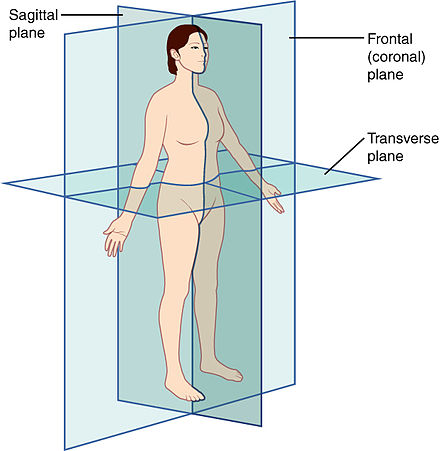 Sagittal
plane
Frontal
(coronal)
plane
Transverse
plane